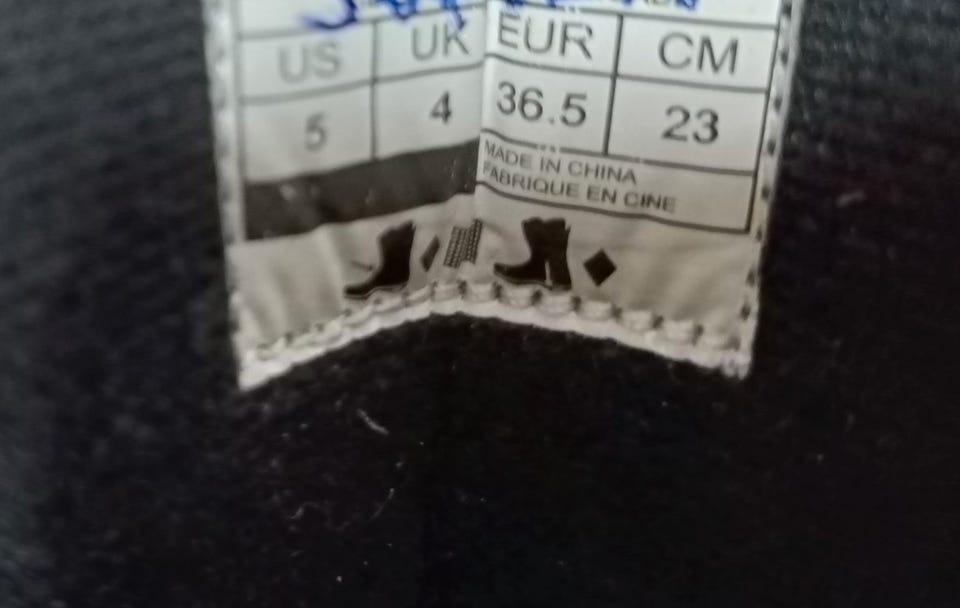 US UK EUR CM
5 4 36.5 23
MADE IN CHINA
FABRIQUE EN CINE